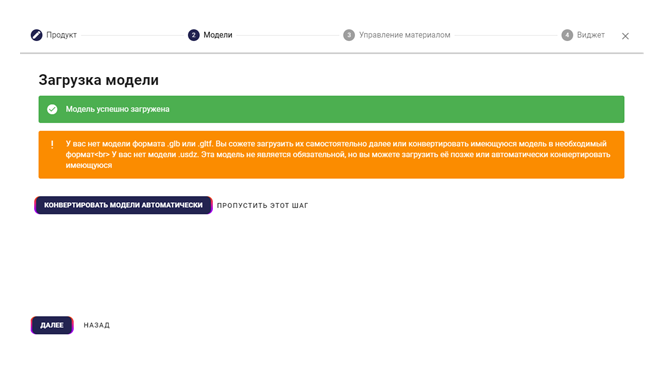 Продукт
2 Модели
3 Управление материалом
4 Виджет
Загрузка модели
Модель успешно загружена
У вас нет модели формата .glb или .gltf. Вы сожете загрузить их самостоятельно далее или конвертировать имеющуюся модель в необходимый
формат<br> У вас нет модели .usdz. Эта модель не является обязательной, но вы можете загрузить её позже или автоматически конвертировать
имеющуюся
КОНВЕРТИРОВАТЬ МОДЕЛИ АВТОМАТИЧЕСКИ ПРОПУСТИТЬ ЭТОТ ШАГ
ДАЛЕЕ НАЗАД